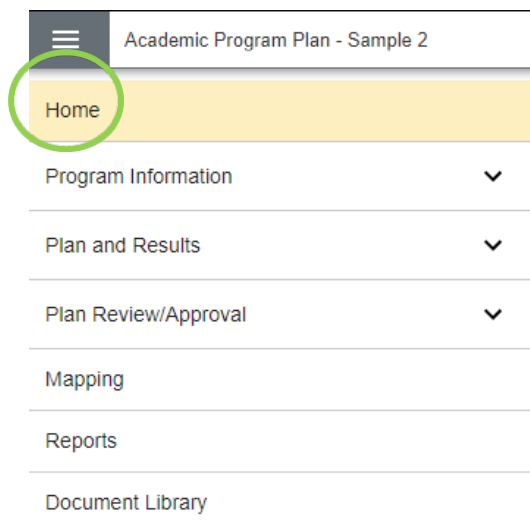 Academic Program Plan - Sample 2
Home
Program Information
Plan and Results
Plan Review/Approval
Mapping
Reports
Document Library